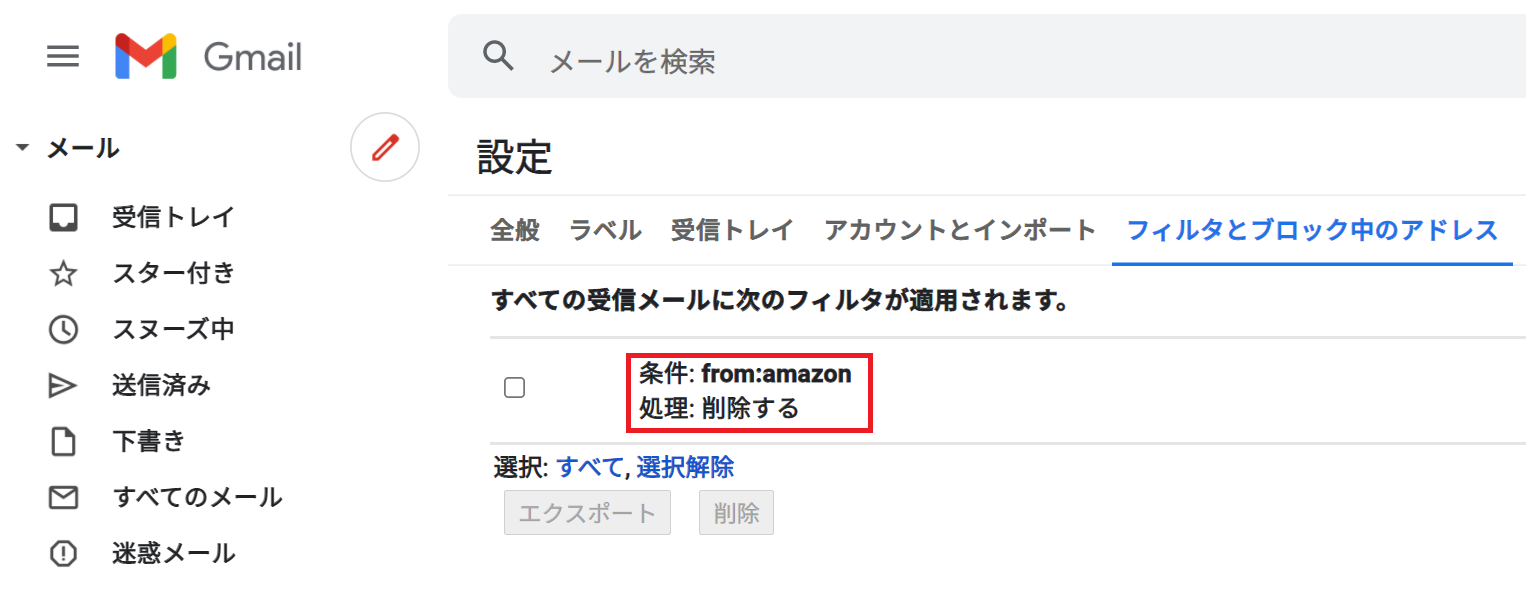 Gmail
メールを検索
メール
受信トレイ
スター付き
スヌーズ中
送信済み
下書き
すべてのメール
迷惑メール
設定
全般 ラベル 受信トレイ アカウントとインポート フィルタとブロック中のアドレス
すべての受信メールに次のフィルタが適用されます。
条件: from:amazon
処理: 削除する
選択: すべて, 選択解除
エクスポート 削除